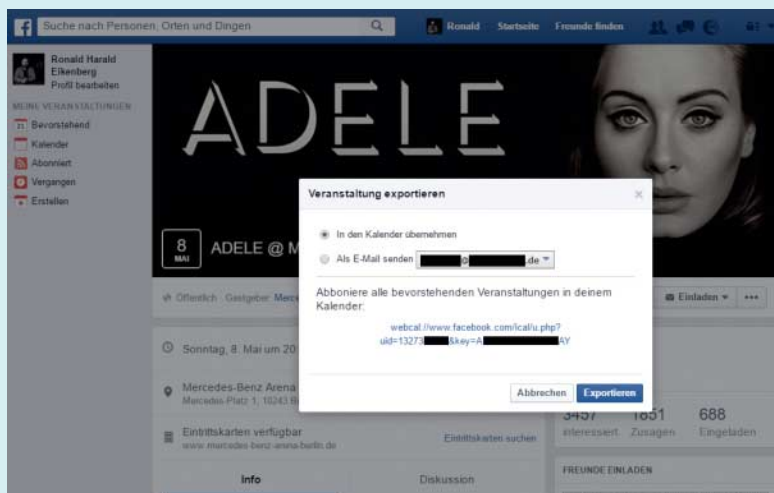 Suche nach Personen, Orten und Dingen
Ronald Startseite Freunde finden
Ronald Harald
Eikenberg
Profil bearbeiten
MEINE VERANSTALTUNGEN
Bevorstehend
Kalender
Abonniert
Vergangen
Erstellen
ADELE
8
MAI
ADELE @ M
Veranstaltung exportieren
In den Kalender übernehmen
Als E-Mail senden @ .de
Abboniere alle bevorstehenden Veranstaltungen in deinem
Kalender:
webcal://www.facebook.com/ical/u.php?
uid=13273 &key=A AY
Abbrechen Exportieren
Öffentlich Gastgeber: Merce
Einladen
Sonntag, 8. Mai um 20
Mercedes-Benz Arena
Mercedes-Platz 1, 10243 B
Eintrittskarten verfügbar
www.mercedes-benz-arena-berlin.de
Eintrittskarten suchen
3457 1851 688
interessiert Zusagen Eingeladen
Info Diskussion
FREUNDE EINLADEN